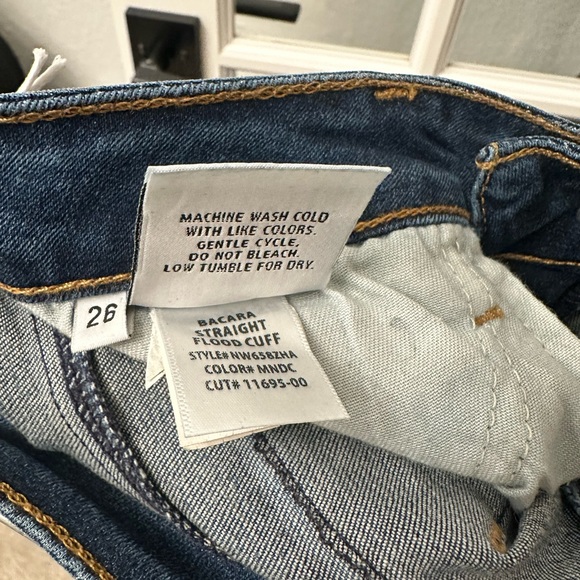 MACHINE WASH COLD
WITH LIKE COLORS.
GENTLE CYCLE,
DO NOT BLEACH.
LOW TUMBLE FOR DRY.
26
BACARA
STRAIGHT
FLOOD CUFF
STYLE# NW658ZHA
COLOR# MNDC
CUT# 11695-00